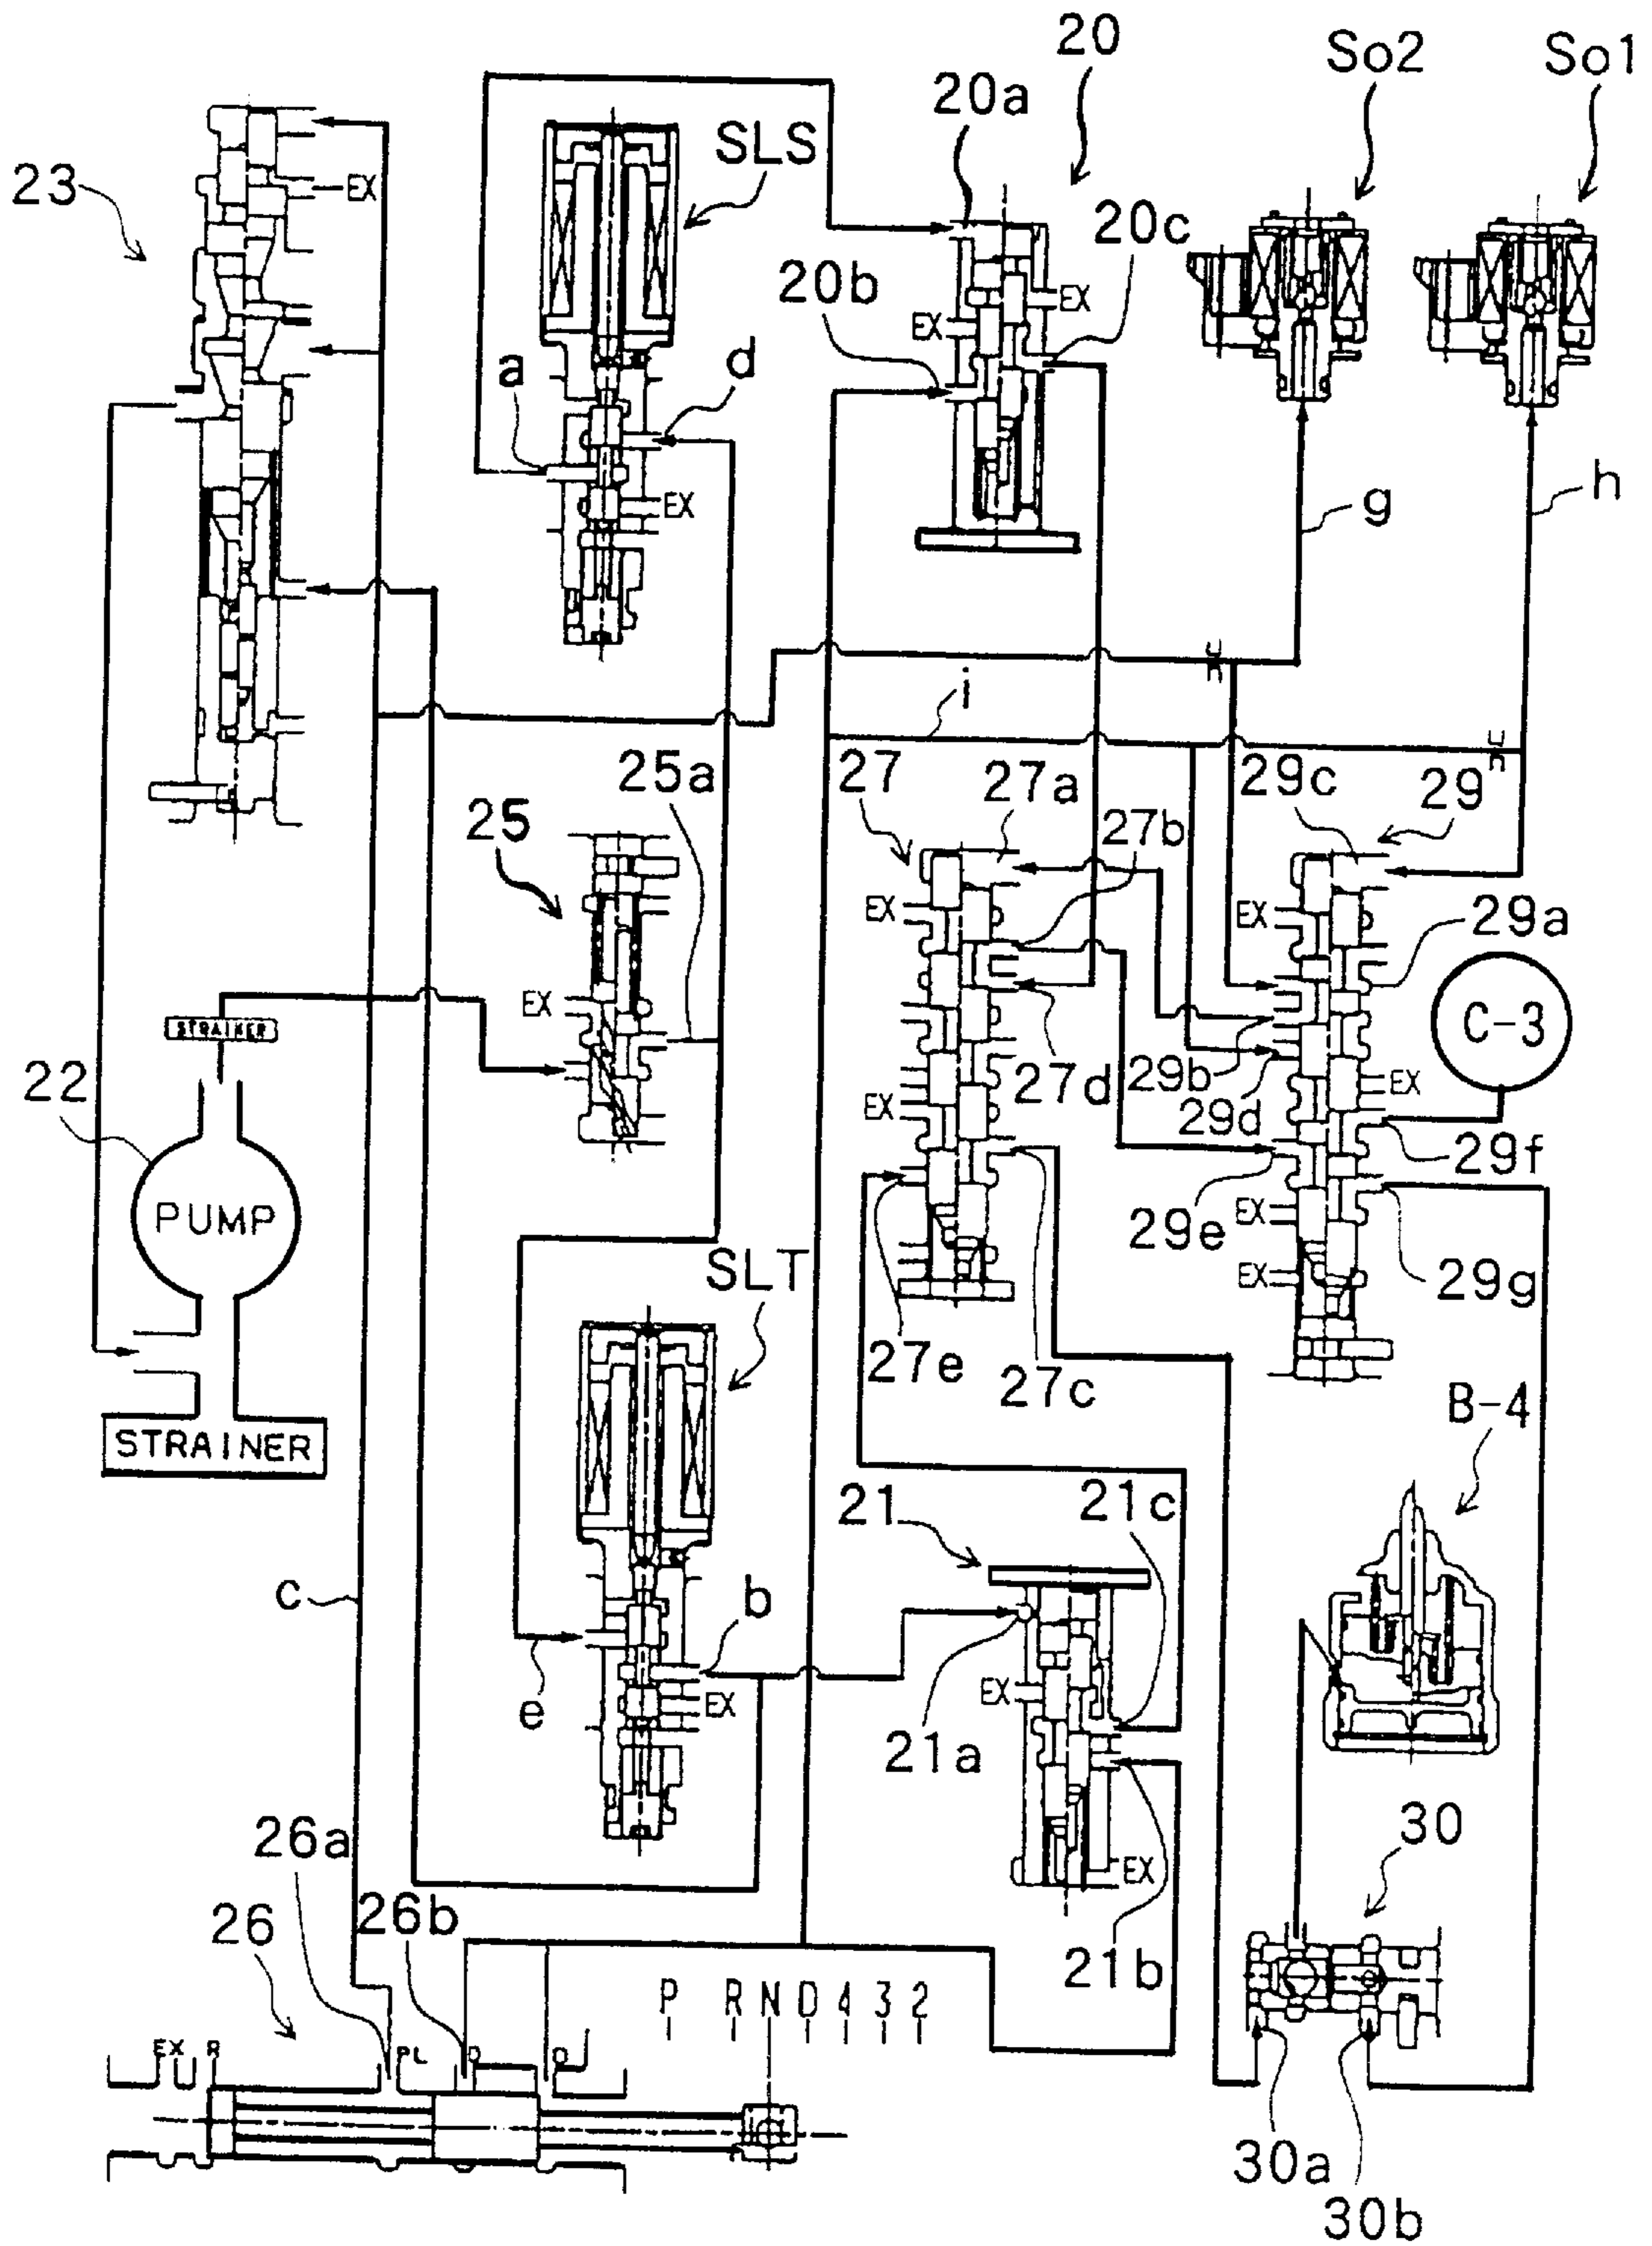 20
So2
So1
20a
SLS
23
EX
20c
20b
EX
EX
a
d
EX
g
h
i
25a
27
27a
29c
29
25
27b
EX
EX
29a
EX
C-3
STRAINER
27d
29b
EX
22
EX
29d
29f
PUMP
29e
EX
SLT
EX
29g
27e
27c
B-4
STRAINER
21
21c
c
b
EX
e
EX
21a
26a
30
EX
26
26b
21b
P R N D 4 3 2
EX R PL D D
30a
30b